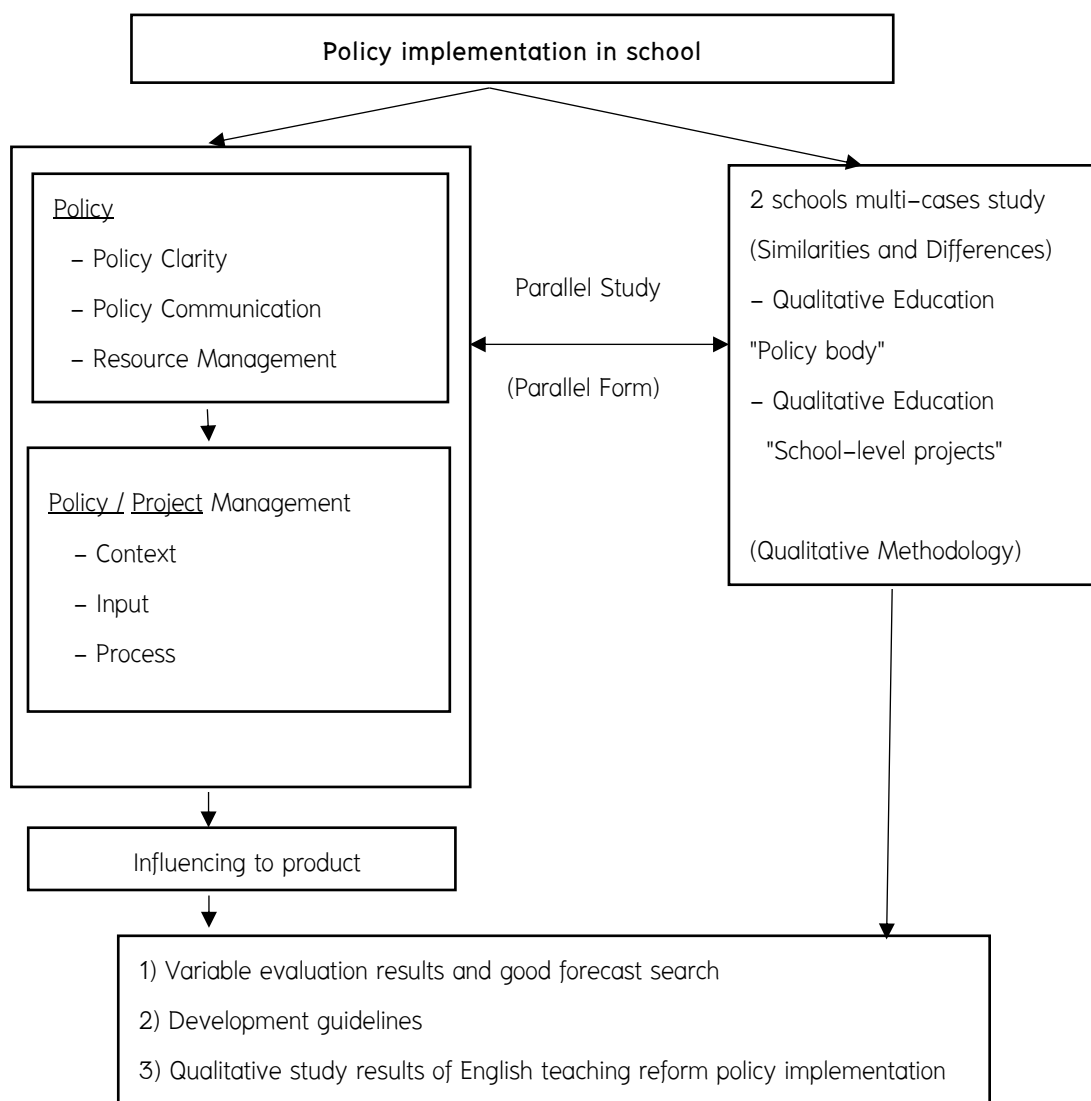 Policy implementation in school
Policy
– Policy Clarity
– Policy Communication
– Resource Management
Policy / Project Management
– Context
– Input
– Process
Parallel Study
(Parallel Form)
2 schools multi–cases study
(Similarities and Differences)
– Qualitative Education
"Policy body"
– Qualitative Education
"School–level projects"
(Qualitative Methodology)
Influencing to product
1) Variable evaluation results and good forecast search
2) Development guidelines
3) Qualitative study results of English teaching reform policy implementation